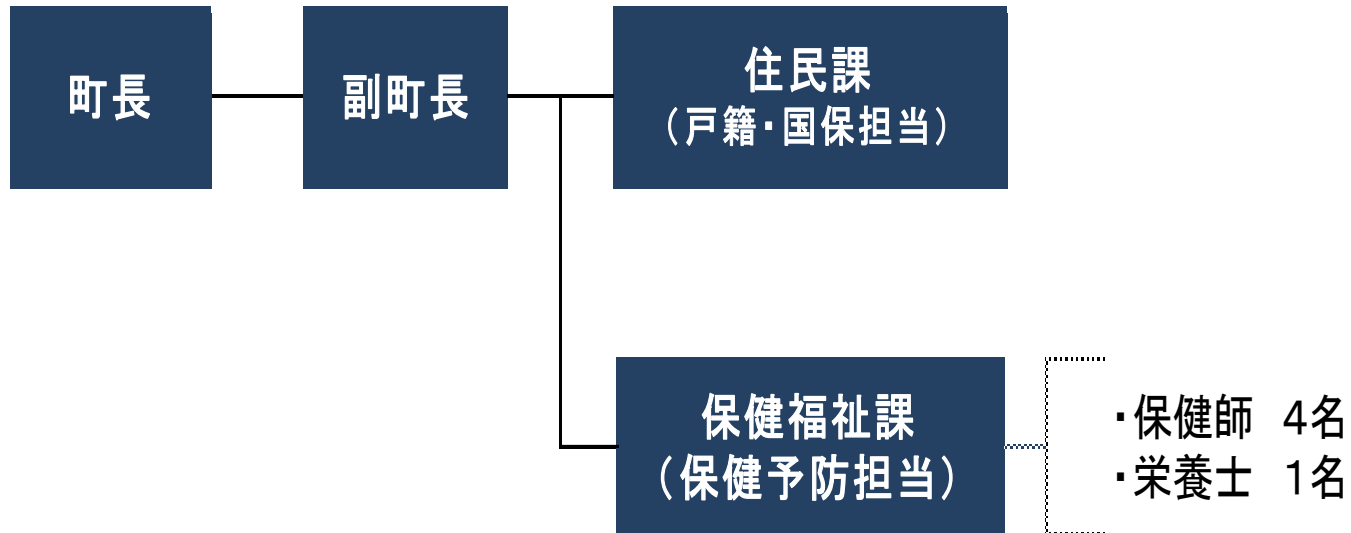 町長
副町長
住民課
（戸籍・国保担当）
保健福祉課
（保健予防担当）
・保健師　4名
・栄養士　1名